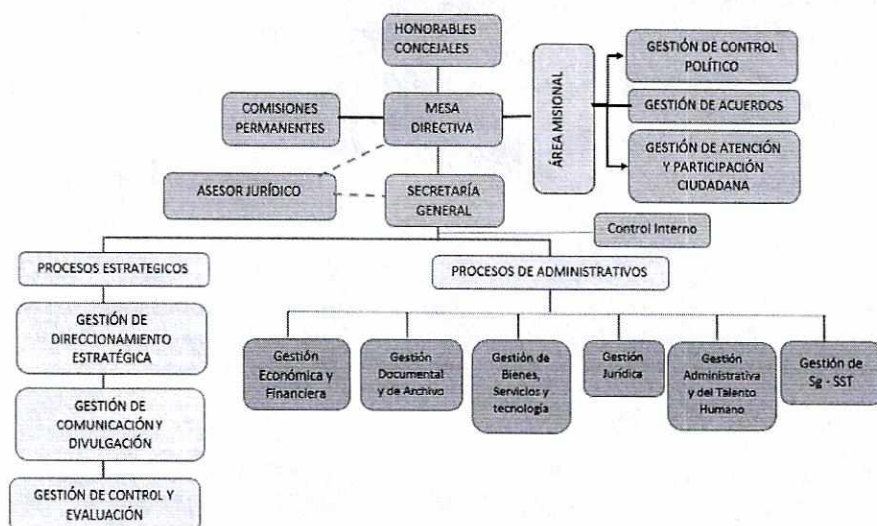 HONORABLES
CONCEJALES
COMISIONES
PERMANENTES
MESA
DIRECTIVA
ÁREA MISIONAL
GESTIÓN DE CONTROL
POLÍTICO
GESTIÓN DE ACUERDOS
GESTIÓN DE ATENCIÓN
Y PARTICIPACIÓN
CIUDADANA
ASESOR JURÍDICO
SECRETARÍA
GENERAL
Control Interno
PROCESOS ESTRATEGICOS
PROCESOS DE ADMINISTRATIVOS
GESTIÓN DE
DIRECCIONAMIENTO
ESTRATÉGICA
GESTIÓN DE
COMUNICACIÓN Y
DIVULGACIÓN
GESTIÓN DE CONTROL Y
EVALUACIÓN
Gestión
Económica y
Financiera
Gestión
Documental
y de Archivo
Gestión de
Bienes,
Servicios y
tecnología
Gestión
Jurídica
Gestión
Administrativa
y del Talento
Humano
Gestión de
Sg - SST